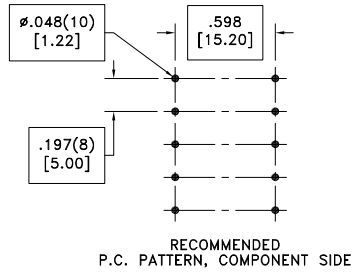 ø.048(10)
[1.22]
.598
[15.20]
.197(8)
[5.00]
RECOMMENDED
P.C. PATTERN, COMPONENT SIDE